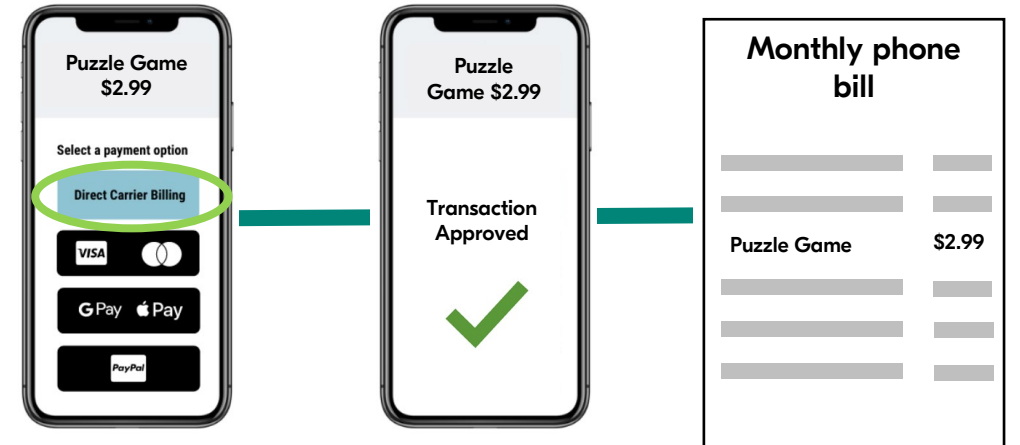 Puzzle Game
$2.99
Select a payment option
Direct Carrier Billing
VISA
G Pay Pay
PayPal
Puzzle
Game $2.99
Transaction
Approved
Monthly phone
bill
Puzzle Game $2.99